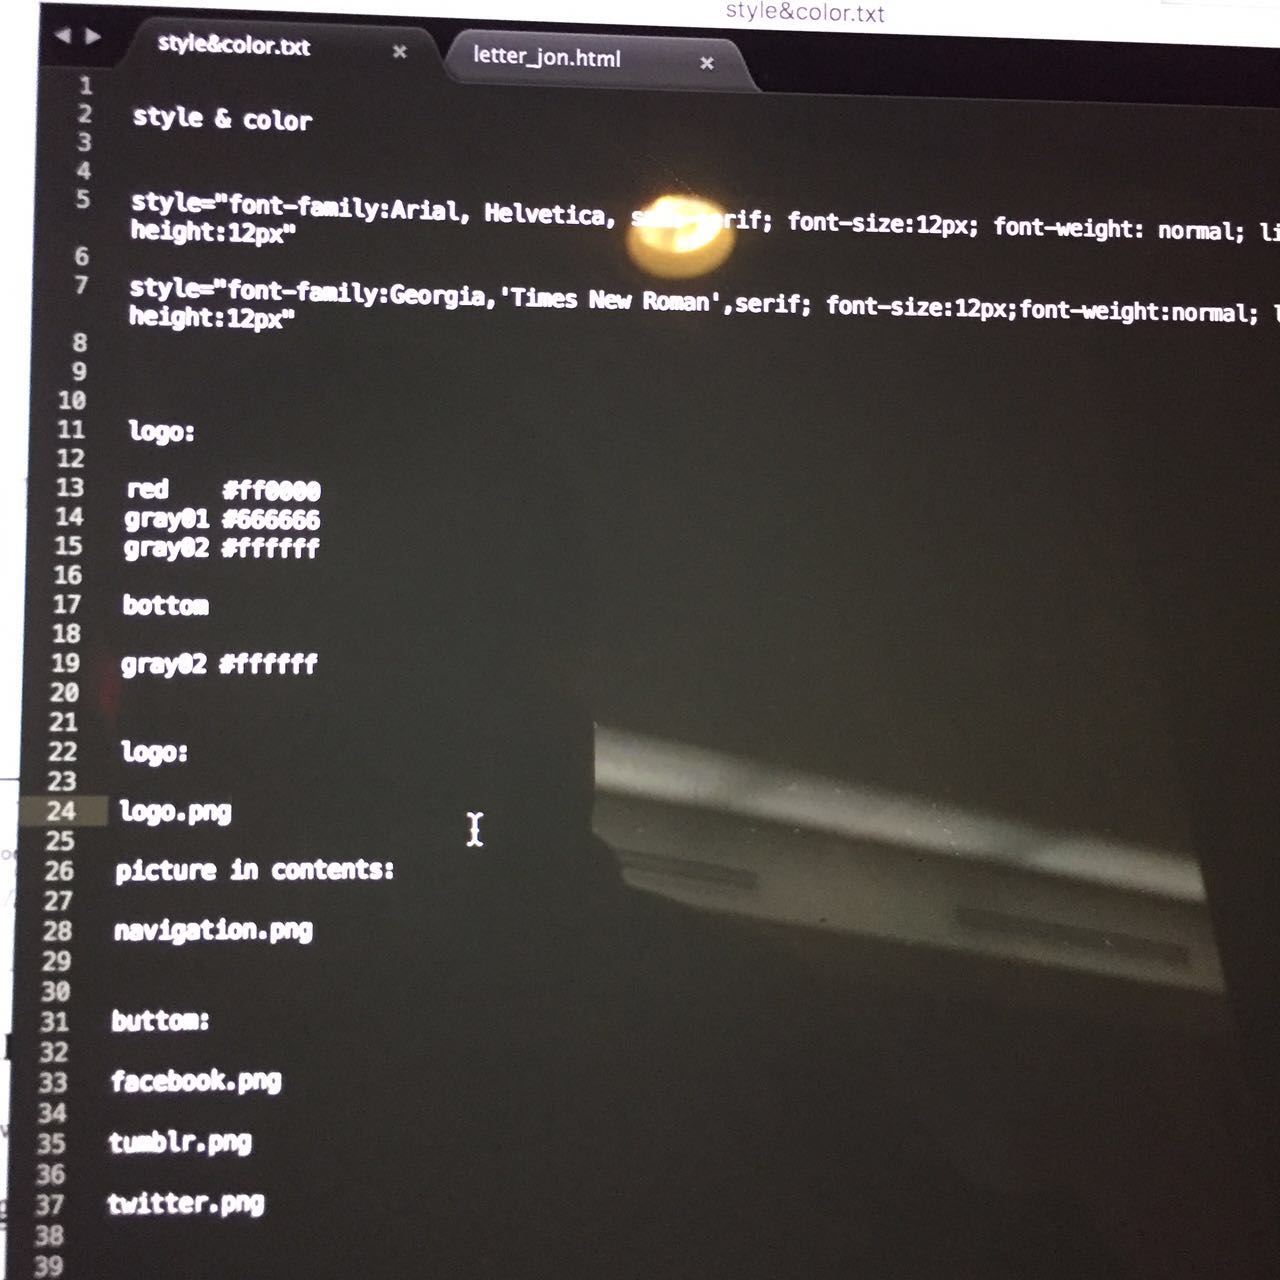 style&color.txt
style&color.txt × letter_jon.html ×
1
2 style & color
3
4
5 style="font-family:Arial, Helvetica, serif; font-size:12px; font-weight: normal;
height:12px"
6
7 style="font-family:Georgia,'Times New Roman',serif; font-size:12px;font-weight:normal;
height:12px"
8
9
10
11 logo:
12
13 red #ff0000
14 gray01 #666666
15 gray02 #ffffff
16
17 bottom
18
19 gray02 #ffffff
20
21
22 logo:
23
24 logo.png
25
26 picture in contents:
27
28 navigation.png
29
30
31 buttom:
32
33 facebook.png
34
35 tumblr.png
36
37 twitter.png
38
39